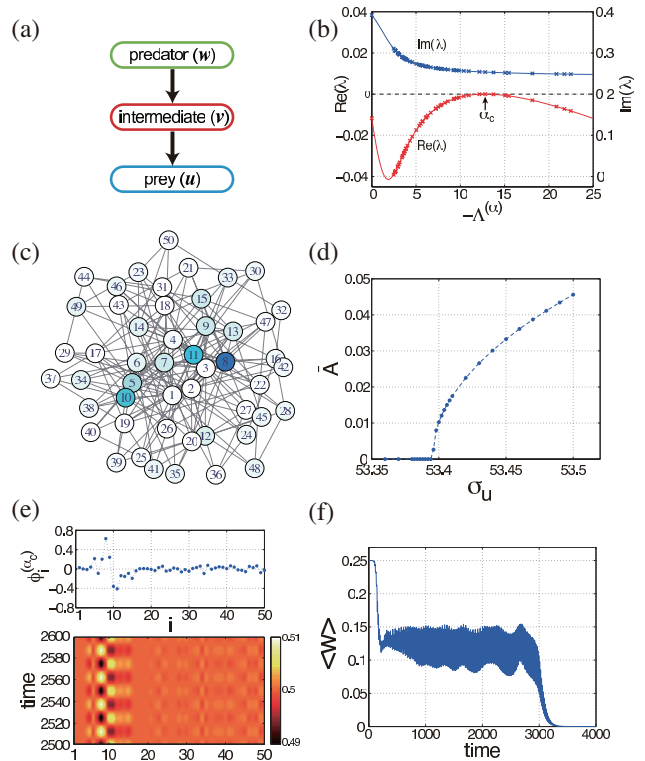 (a)
predator (w)
intermediate (v)
prey (u)
(b)
0.04
0.02
0
−0.02
−0.04
Re(λ)
Im(λ)
Re(λ)
α_c
0.4
0.3
0.2
0.1
0
Im(λ)
0 5 10 15 20 25
−Λ^(α)
(c)
50
44 23 21 33 30
46 31
49 43 18 15 32
14 9 13 47
4
29 17 11 16
6 7 8 42
3
37 34 5 2 22
10 1
38 27 28
19 45
40 26 20 12 24
39 25
41 35 36 48
(d)
0.05
0.04
0.03
0.02
0.01
0
Ā
53.35 53.4 53.45 53.5
σ_u
(e)
0.8
0.4
0
−0.4
−0.8
ϕ_i^(α_c)
1 10 20 30 40 50
i
2600
2580
2560
2540
2520
2500
time
0.51
0.5
0.49
1 10 20 30 40 50
(f)
0.25
0.2
0.15
0.1
0.05
0
<W>
0 1000 2000 3000 4000
time